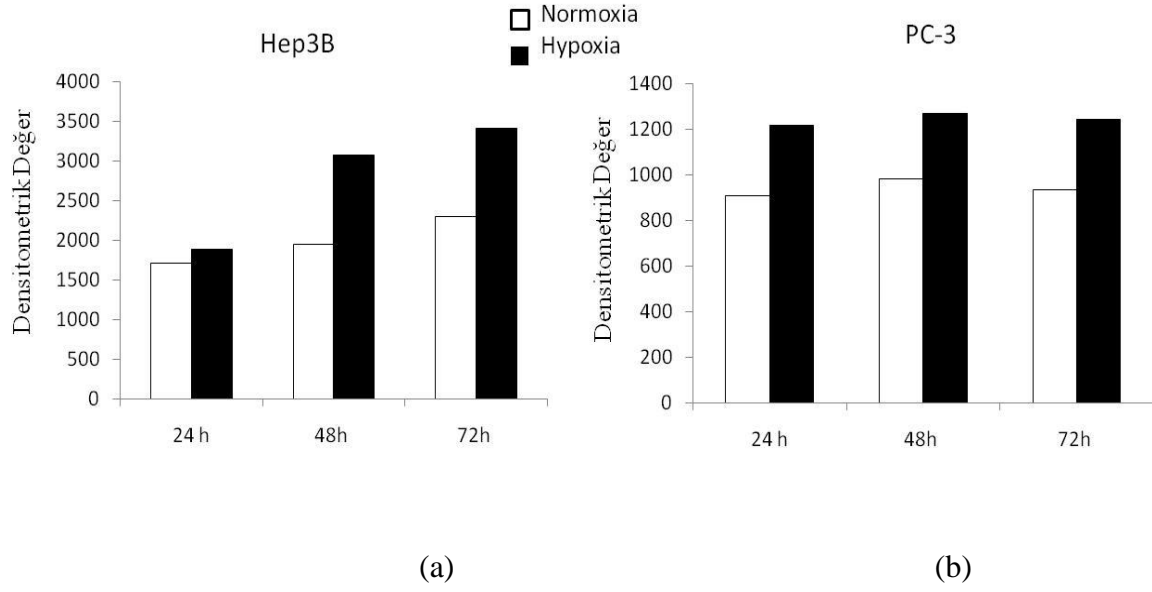 Normoxia
Hypoxia
Hep3B
Densitometrik Değer
4000
3500
3000
2500
2000
1500
1000
500
0
24 h 48h 72h
PC-3
Densitometrik Değer
1400
1200
1000
800
600
400
200
0
24 h 48h 72h
(a) (b)